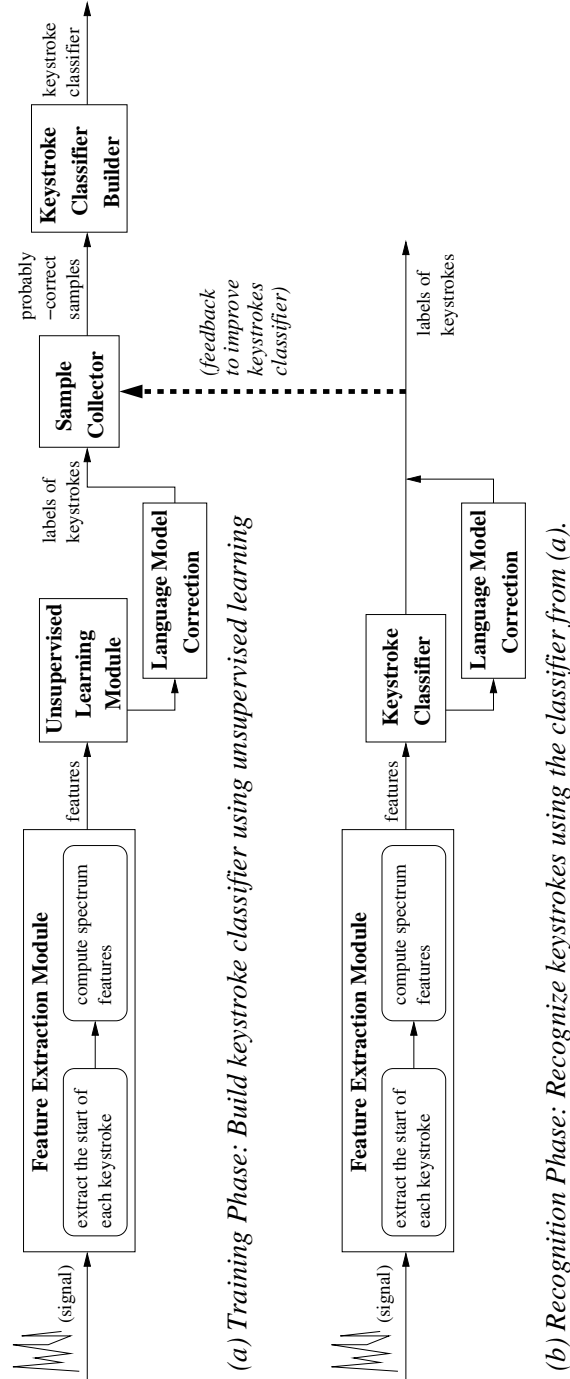 (signal)
Feature Extraction Module
extract the start of
each keystroke
compute spectrum
features
features
Unsupervised
Learning
Module
Language Model
Correction
labels of
keystrokes
Sample
Collector
probably
−correct
samples
Keystroke
Classifier
Builder
keystroke
classifier
(a) Training Phase: Build keystroke classifier using unsupervised learning
(feedback
to improve
keystrokes
classifier)
(signal)
Feature Extraction Module
extract the start of
each keystroke
compute spectrum
features
features
Keystroke
Classifier
Language Model
Correction
labels of
keystrokes
(b) Recognition Phase: Recognize keystrokes using the classifier from (a).